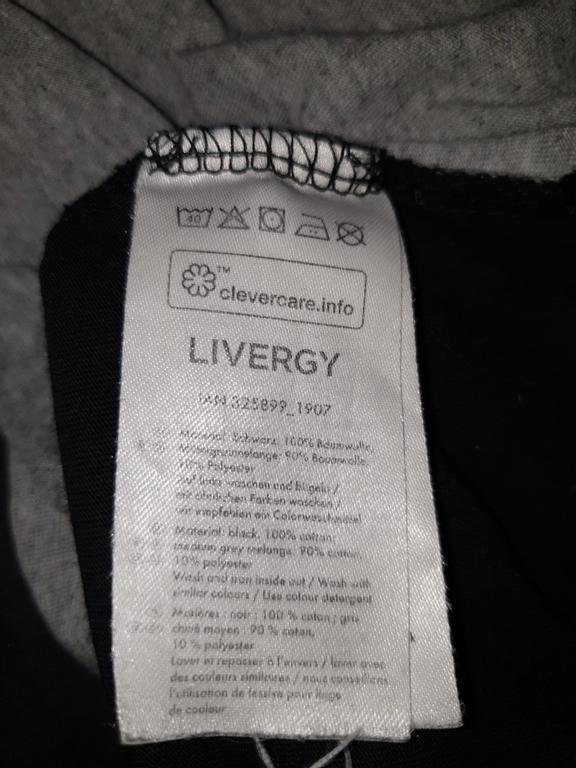 40
™
clevercare.info
LIVERGY
IAN 325899_1907
Material: Schwarz: 100% Baumwolle,
Mittelgraumelange: 90% Baumwolle,
10% Polyester
Auf links waschen und bügeln /
mit ähnlichen Farben waschen /
wir empfehlen ein Colorwaschmittel
Material: black, 100% cotton;
medium grey melange: 90% cotton,
10% polyester
Wash and iron inside out / Wash with
similar colours / Use colour detergent
Matières : noir : 100 % coton ; gris
chiné moyen : 90 % coton,
10 % polyester
Laver et repasser à l'envers / laver avec
des couleurs similaires / nous conseillons
l'utilisation de lessive pour linge
de couleur